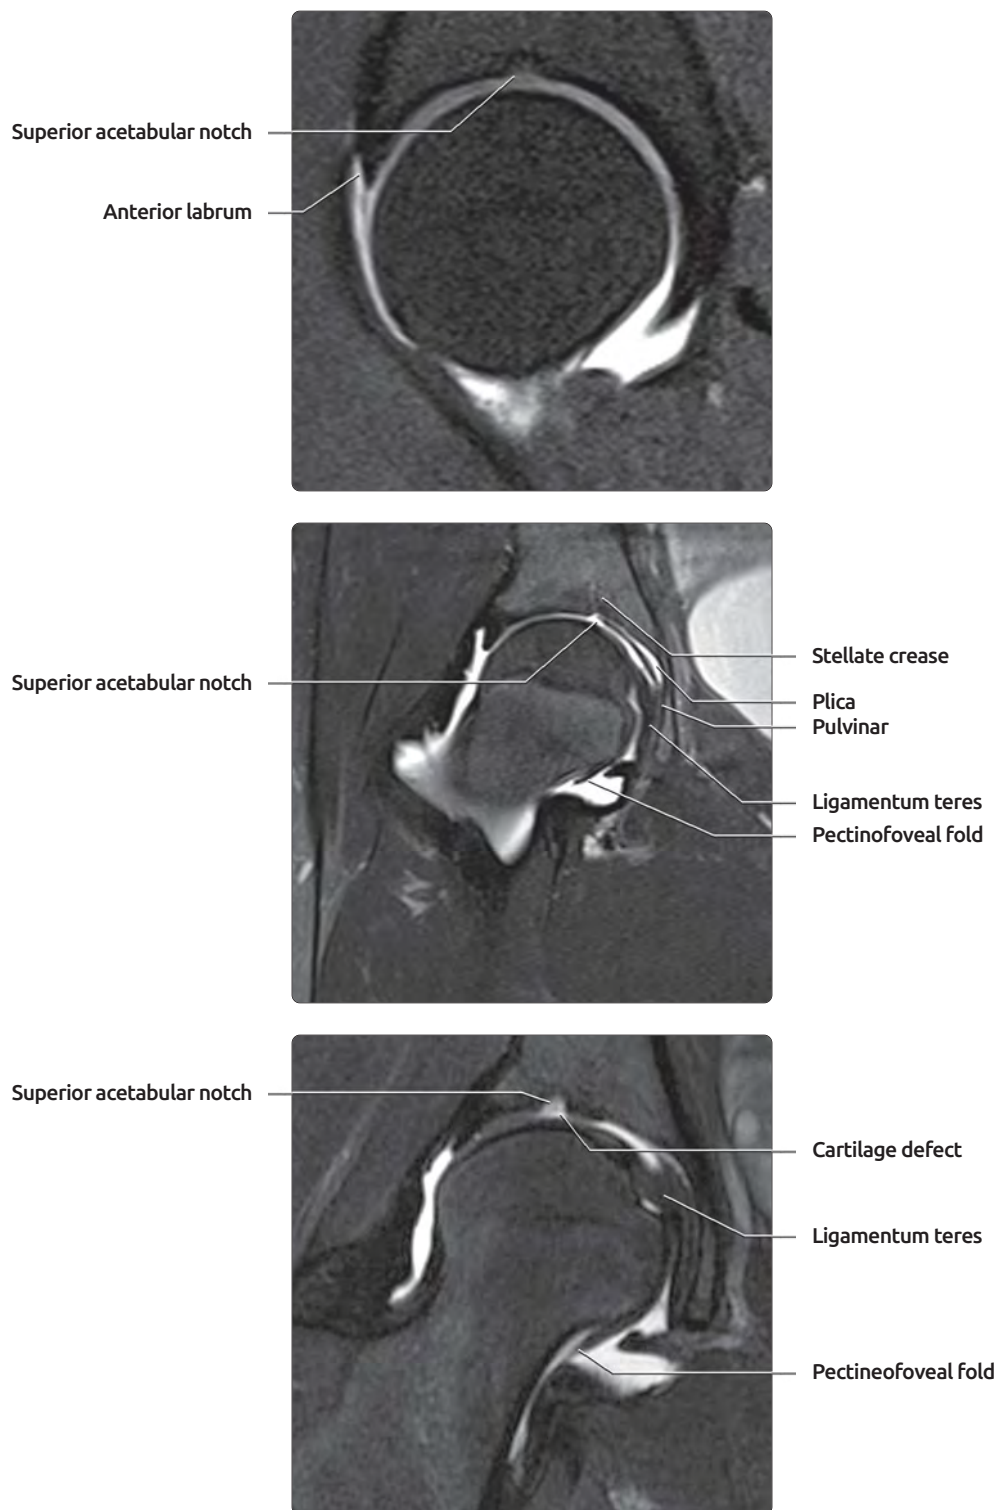 Superior acetabular notch
Anterior labrum
Superior acetabular notch
Stellate crease
Plica
Pulvinar
Ligamentum teres
Pectinofoveal fold
Superior acetabular notch
Cartilage defect
Ligamentum teres
Pectineofoveal fold